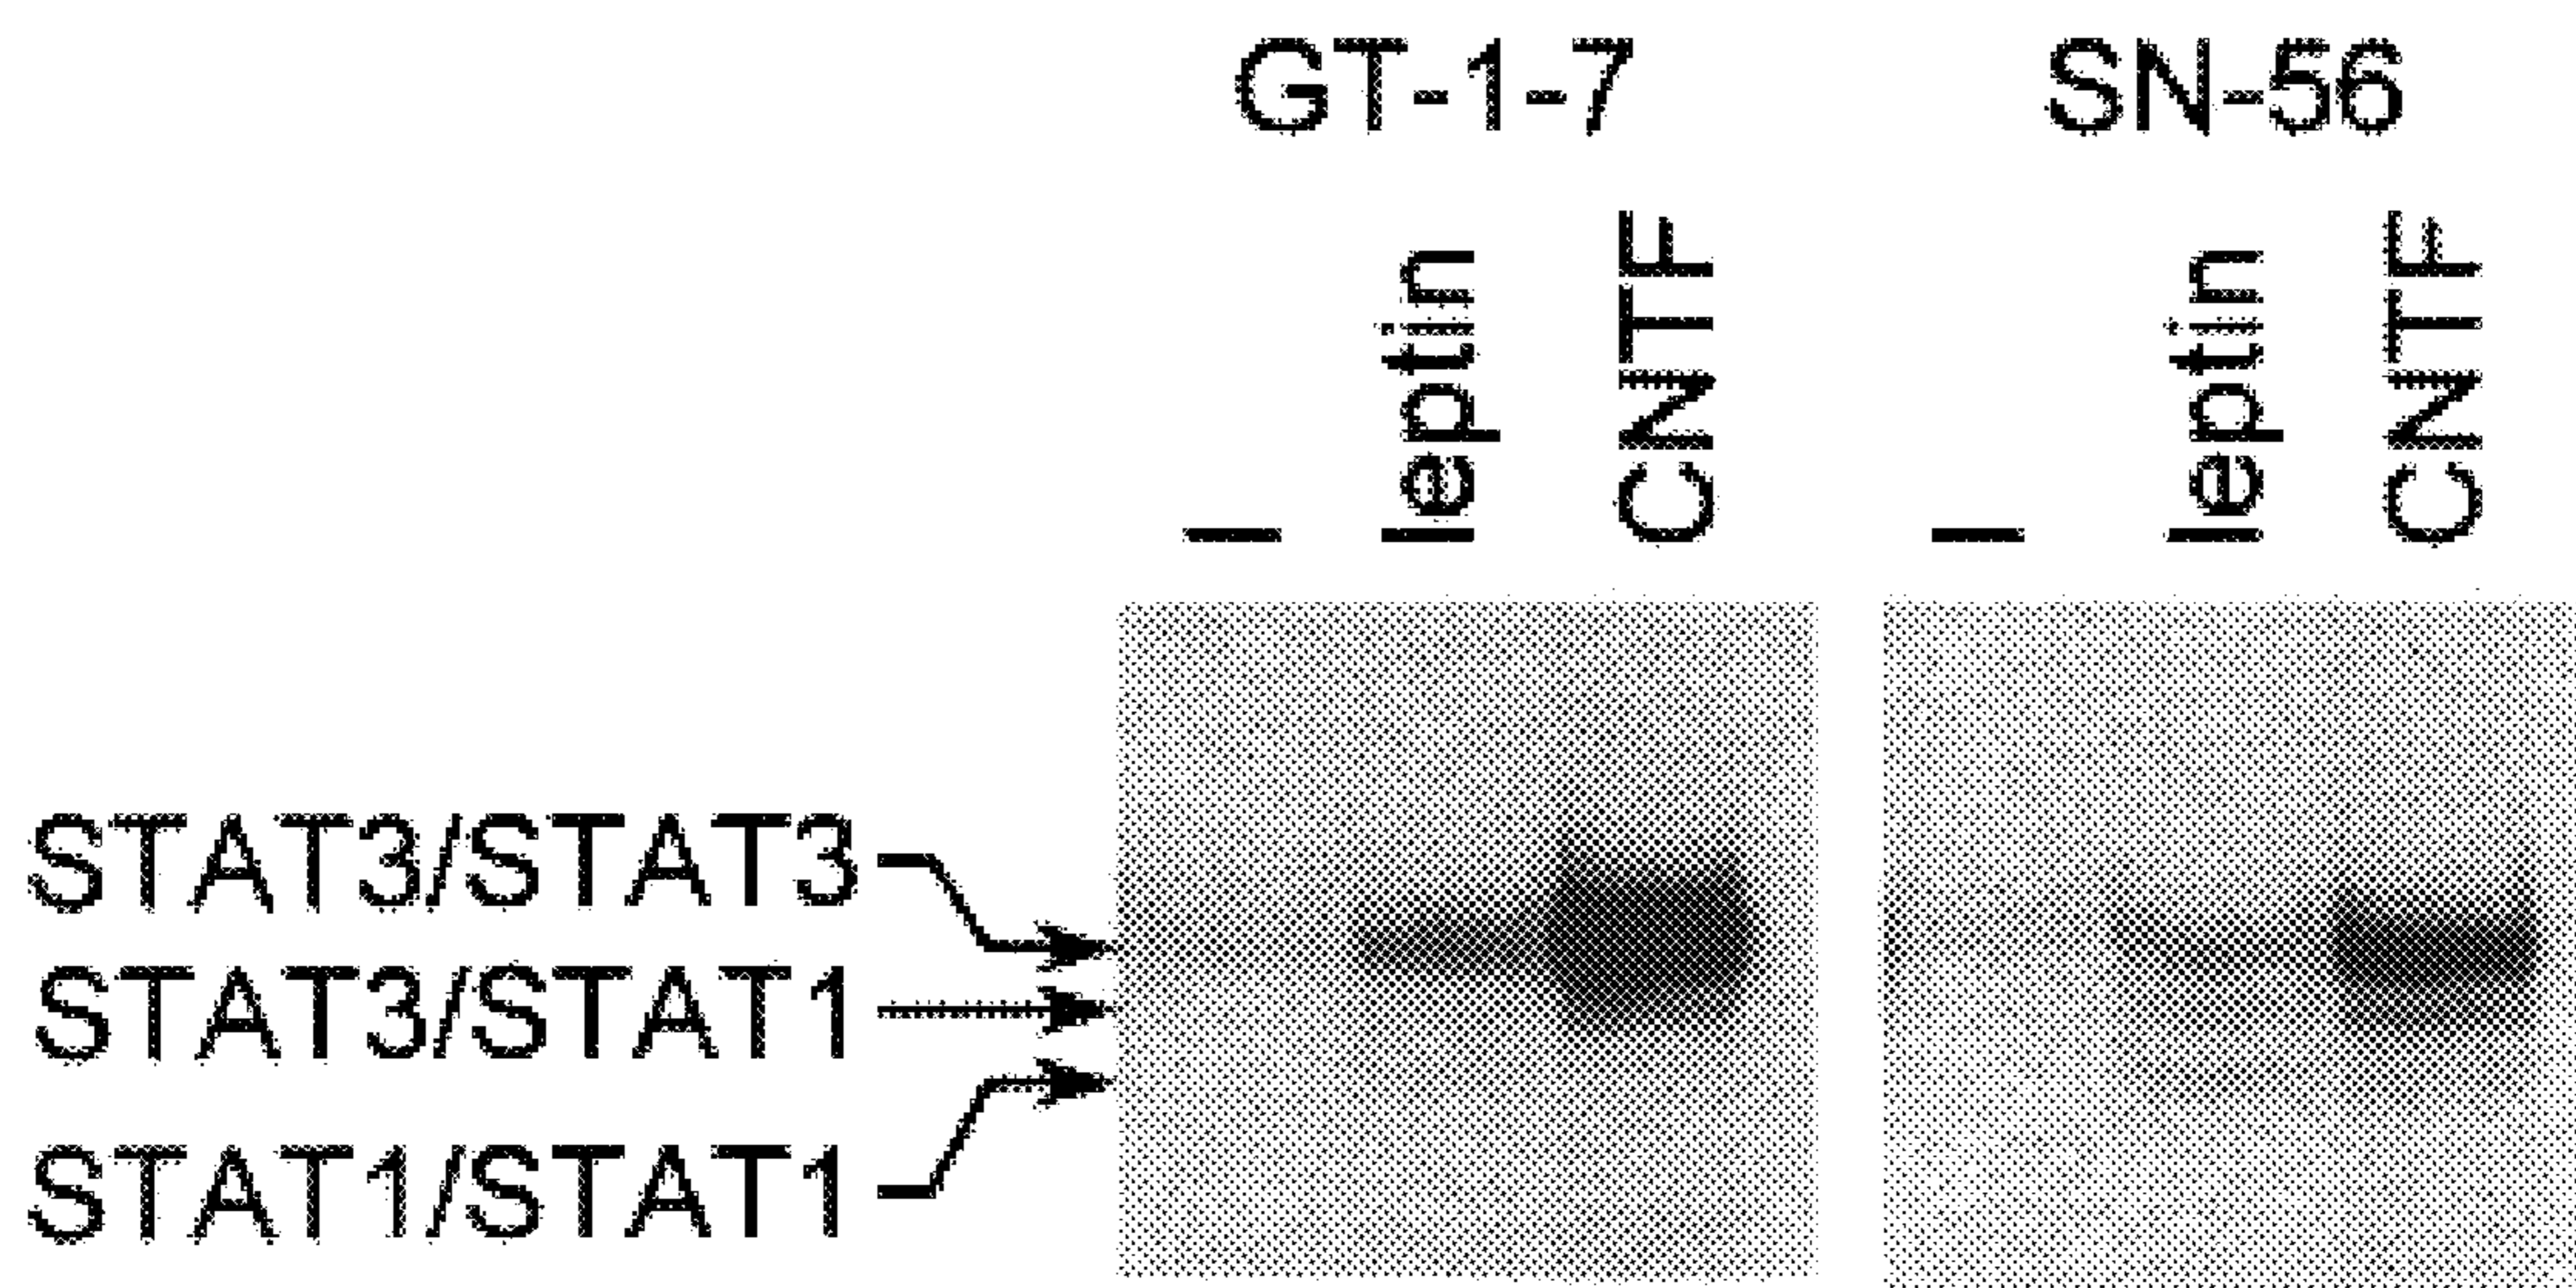 GT-1-7 SN-56
– leptin CNTF – leptin CNTF
STAT3/STAT3
STAT3/STAT1
STAT1/STAT1